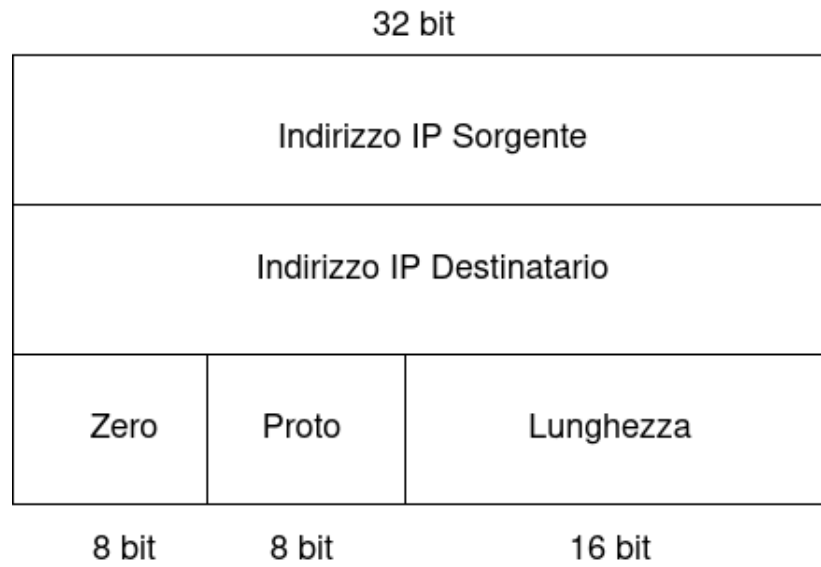 32 bit
Indirizzo IP Sorgente
Indirizzo IP Destinatario
Zero Proto Lunghezza
8 bit 8 bit 16 bit